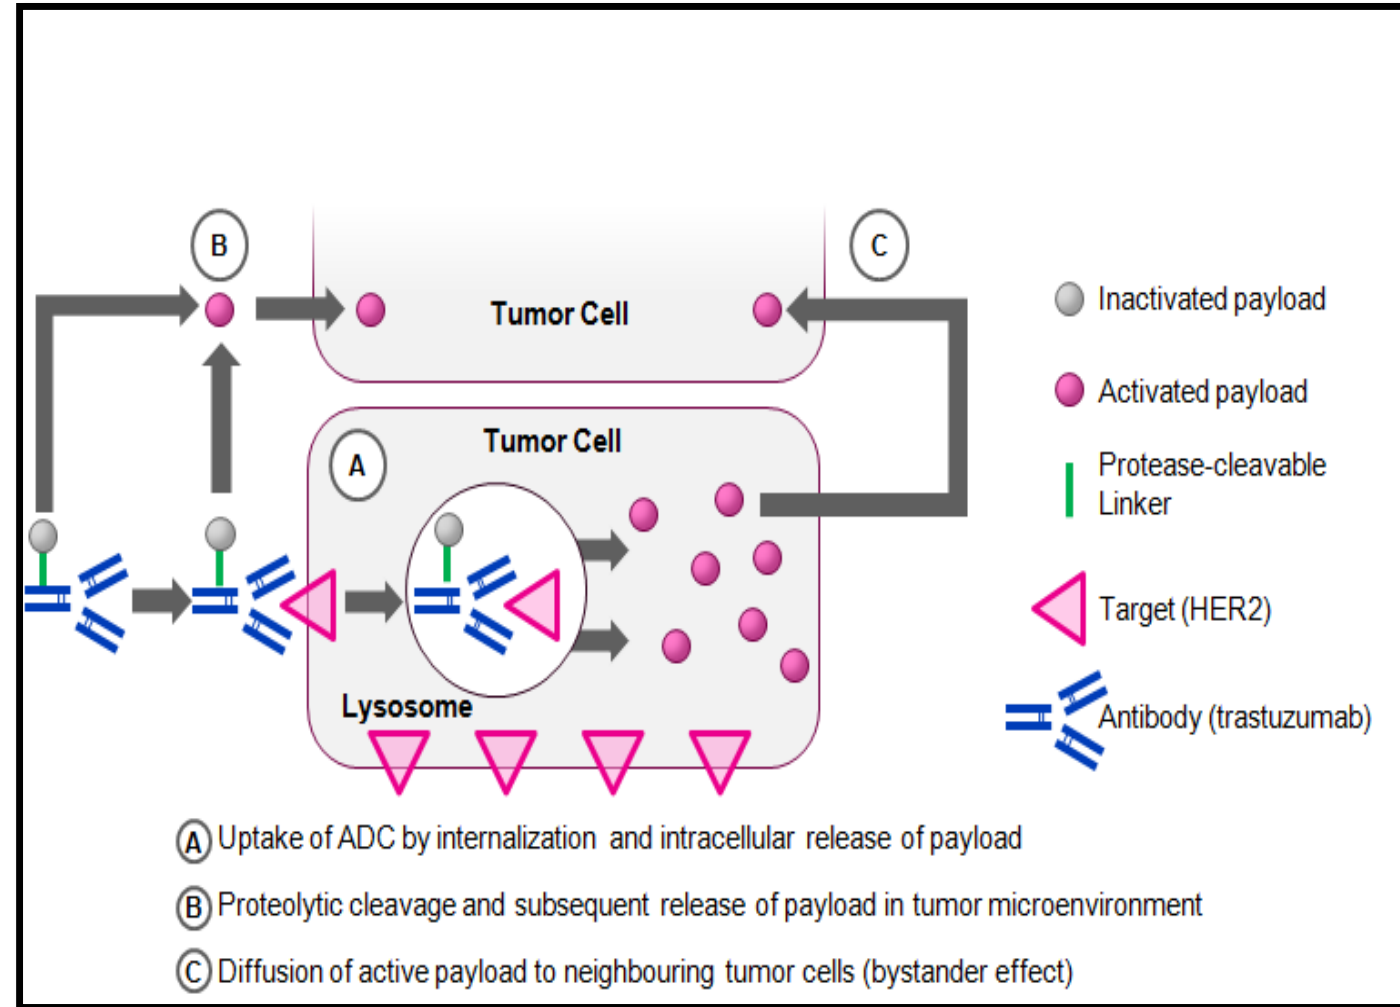 B
C
Tumor Cell
Inactivated payload
Activated payload
Tumor Cell
A
Protease-cleavable
Linker
Target (HER2)
Lysosome
Antibody (trastuzumab)
A Uptake of ADC by internalization and intracellular release of payload
B Proteolytic cleavage and subsequent release of payload in tumor microenvironment
C Diffusion of active payload to neighbouring tumor cells (bystander effect)